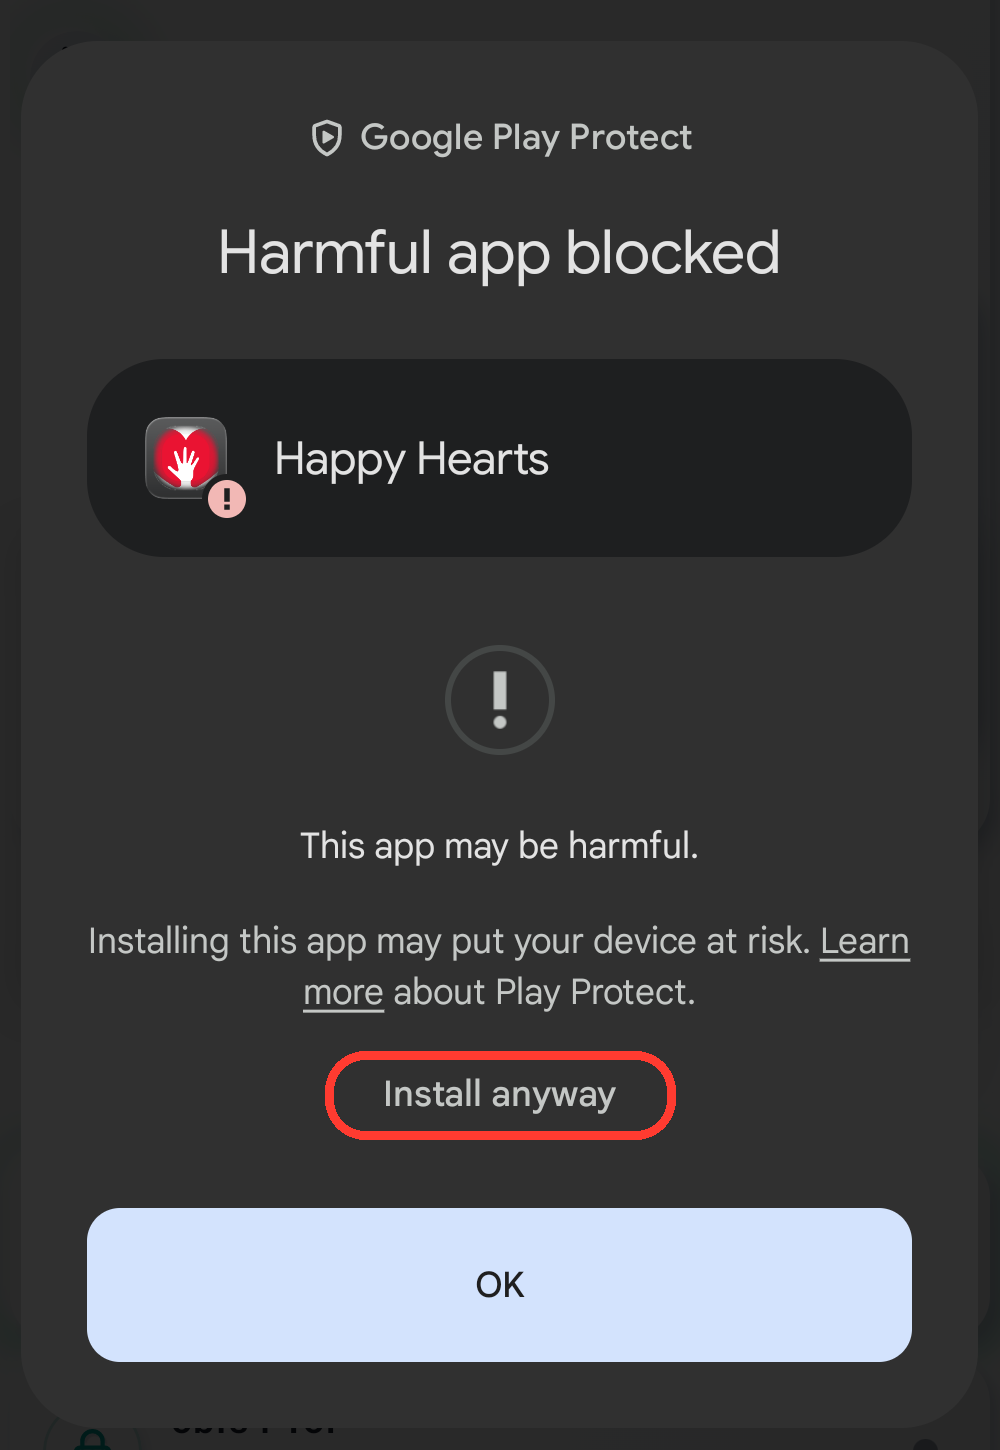 Google Play Protect
Harmful app blocked
Happy Hearts
This app may be harmful.
Installing this app may put your device at risk. Learn
more about Play Protect.
Install anyway
OK